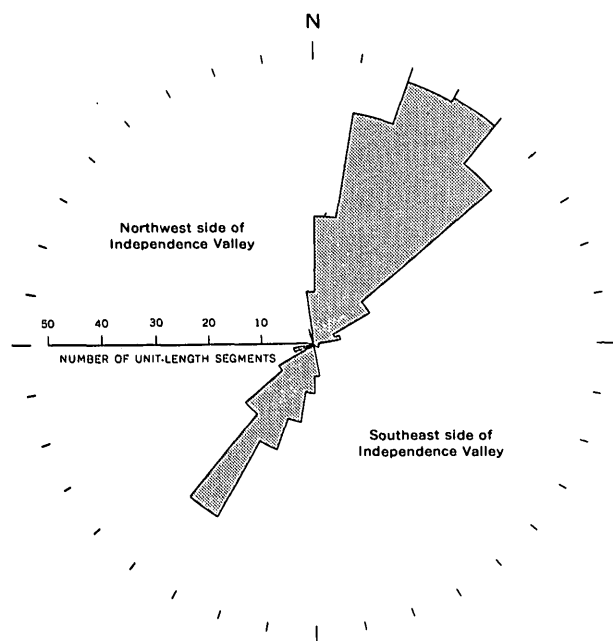 N
Northwest side of
Independence Valley
50 40 30 20 10
NUMBER OF UNIT-LENGTH SEGMENTS
Southeast side of
Independence Valley